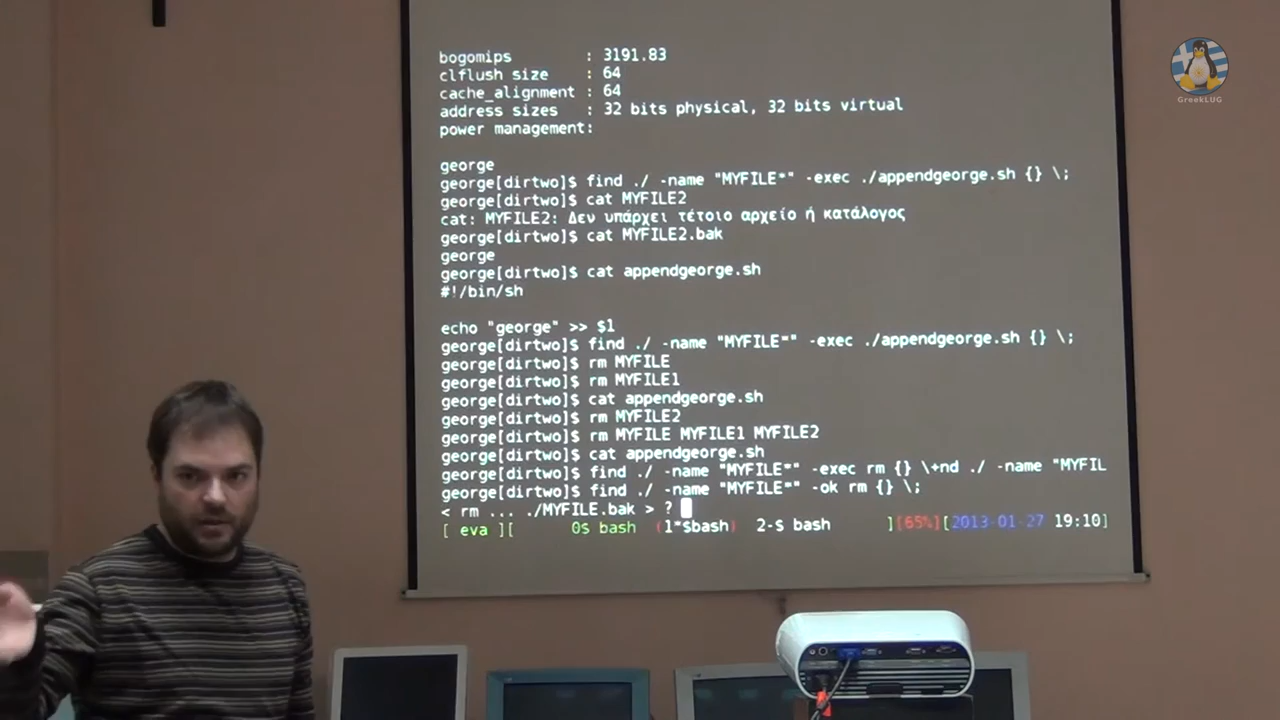 bogomips        : 3191.83
clflush size    : 64
cache_alignment : 64
address sizes   : 32 bits physical, 32 bits virtual
power management:
george
george[dirtwo]$ find ./ -name "MYFILE*" -exec ./appendgeorge.sh {} \;
george[dirtwo]$ cat MYFILE2
cat: MYFILE2: Δεν υπάρχει τέτοιο αρχείο ή κατάλογος
george[dirtwo]$ cat MYFILE2.bak
george
george[dirtwo]$ cat appendgeorge.sh
#!/bin/sh
echo "george" >> $1
george[dirtwo]$ find ./ -name "MYFILE*" -exec ./appendgeorge.sh {} \;
george[dirtwo]$ rm MYFILE
george[dirtwo]$ rm MYFILE1
george[dirtwo]$ cat appendgeorge.sh
george[dirtwo]$ rm MYFILE2
george[dirtwo]$ rm MYFILE MYFILE1 MYFILE2
george[dirtwo]$ cat appendgeorge.sh
george[dirtwo]$ find ./ -name "MYFILE*" -exec rm {} \+nd ./ -name "MYFIL
george[dirtwo]$ find ./ -name "MYFILE*" -ok rm {} \;
< rm ... ./MYFILE.bak > ?
[ eva ][ 0$ bash (1*$bash) 2-$ bash ][65%][2013-01-27 19:10]
GreekLUG